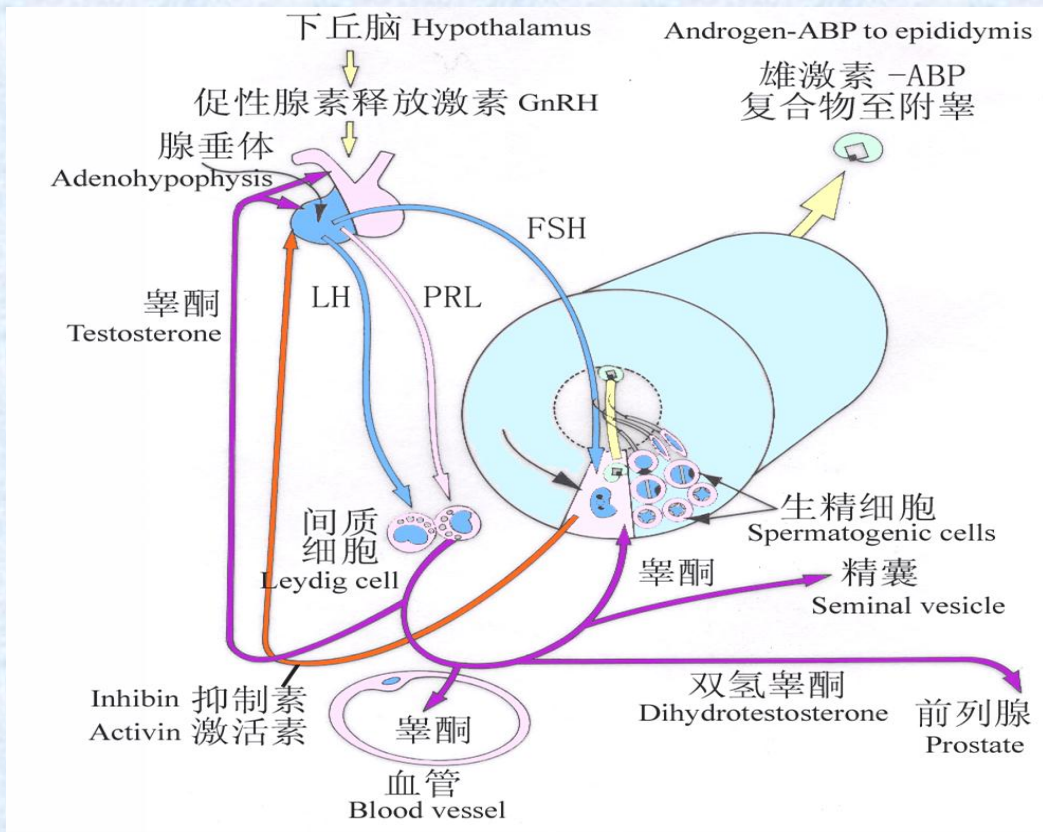 下丘脑 Hypothalamus
促性腺素释放激素 GnRH
腺垂体
Adenohypophysis
Androgen-ABP to epididymis
雄激素-ABP
复合物至附睾
FSH
LH
PRL
睾酮
Testosterone
间质
细胞
Leydig cell
生精细胞
Spermatogenic cells
睾酮
精囊
Seminal vesicle
双氢睾酮
Dihydrotestosterone
前列腺
Prostate
Inhibin 抑制素
Activin 激活素
睾酮
血管
Blood vessel